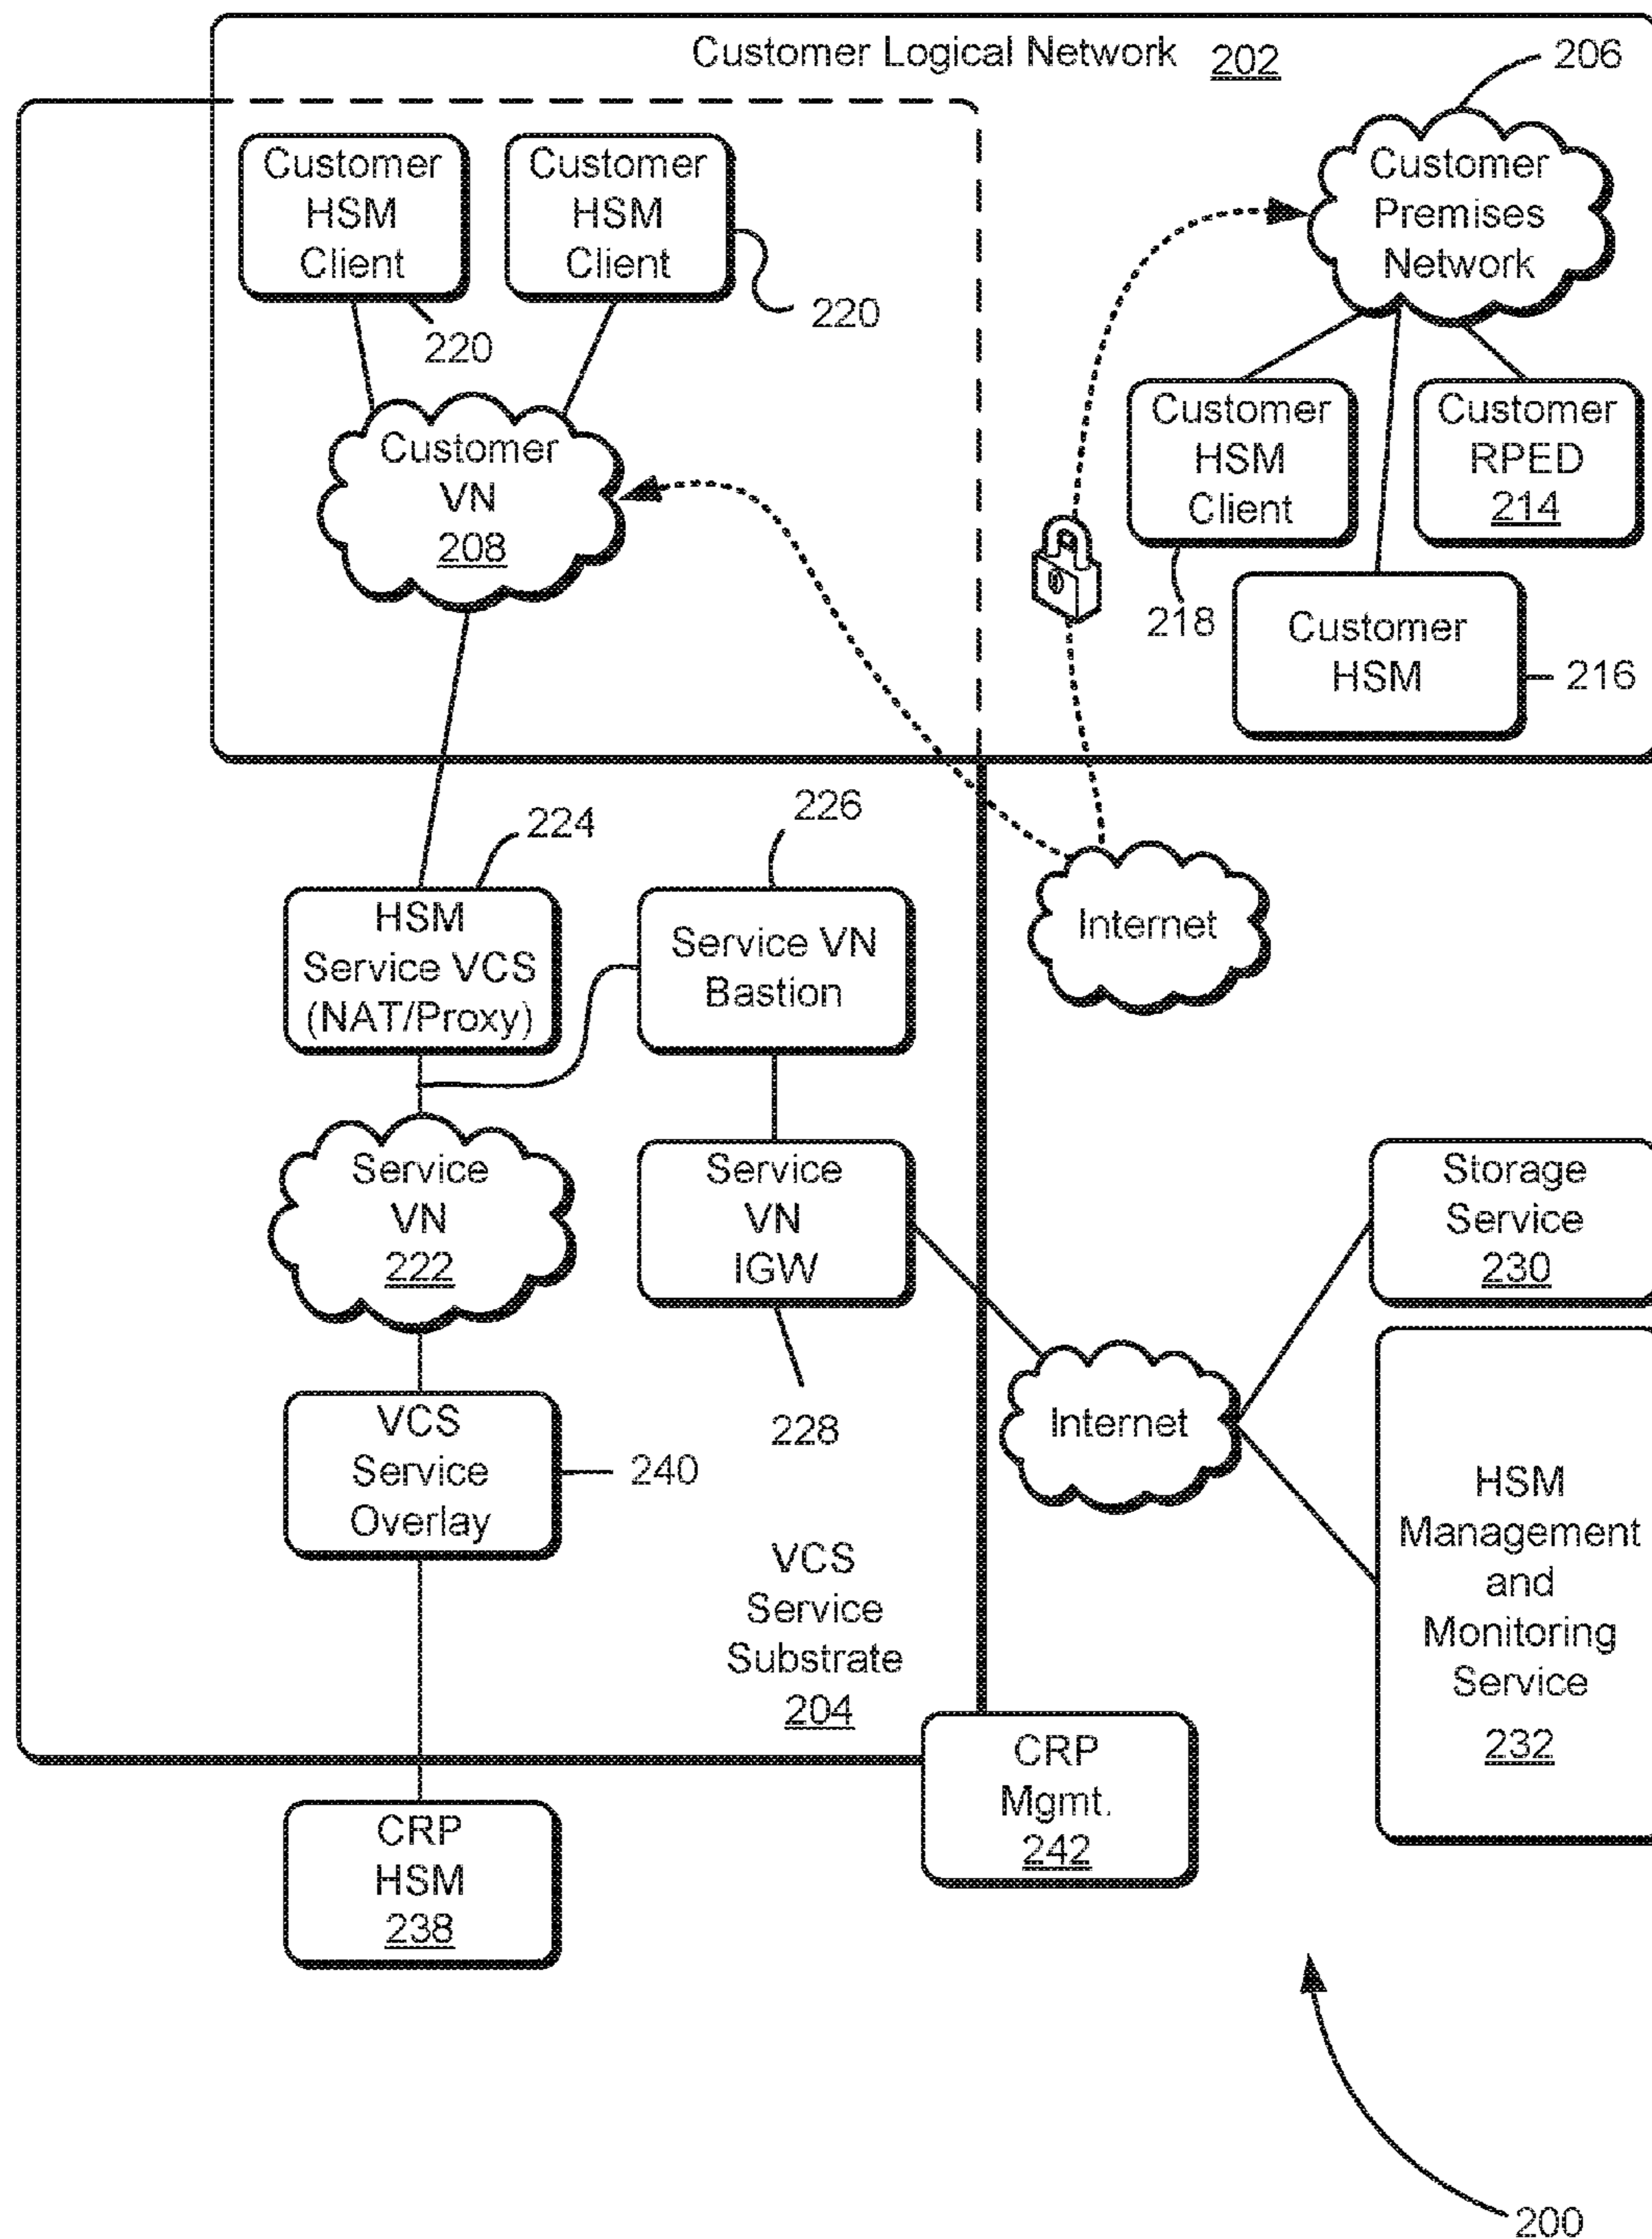 Customer Logical Network 202
206
Customer
HSM
Client
220
Customer
HSM
Client
220
Customer
Premises
Network
Customer
VN
208
Customer
HSM
Client
218
Customer
RPED
214
Customer
HSM
216
224
HSM
Service VCS
(NAT/Proxy)
226
Service VN
Bastion
Internet
Service
VN
222
Service
VN
IGW
228
Storage
Service
230
VCS
Service
Overlay
240
Internet
HSM
Management
and
Monitoring
Service
232
VCS
Service
Substrate
204
CRP
Mgmt.
242
CRP
HSM
238
200